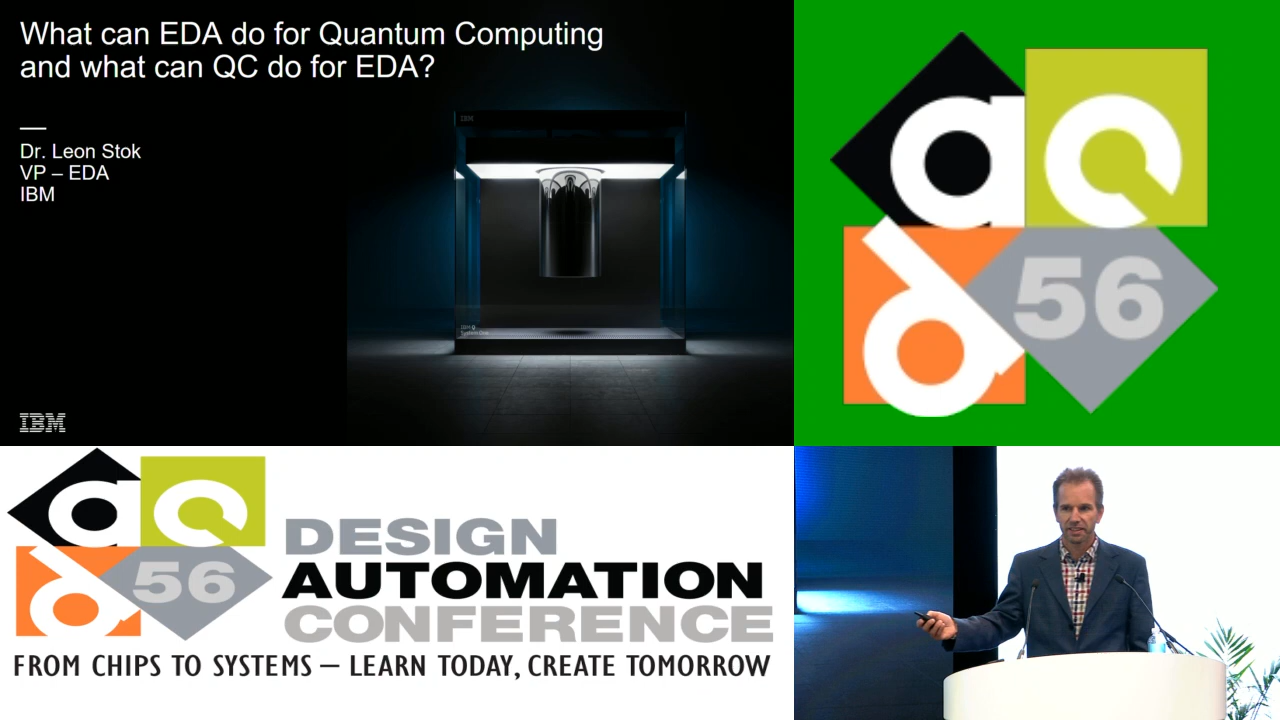 What can EDA do for Quantum Computing
and what can QC do for EDA?
Dr. Leon Stok
VP – EDA
IBM
IBM
IBM
56
56
DESIGN
AUTOMATION
CONFERENCE
FROM CHIPS TO SYSTEMS – LEARN TODAY, CREATE TOMORROW